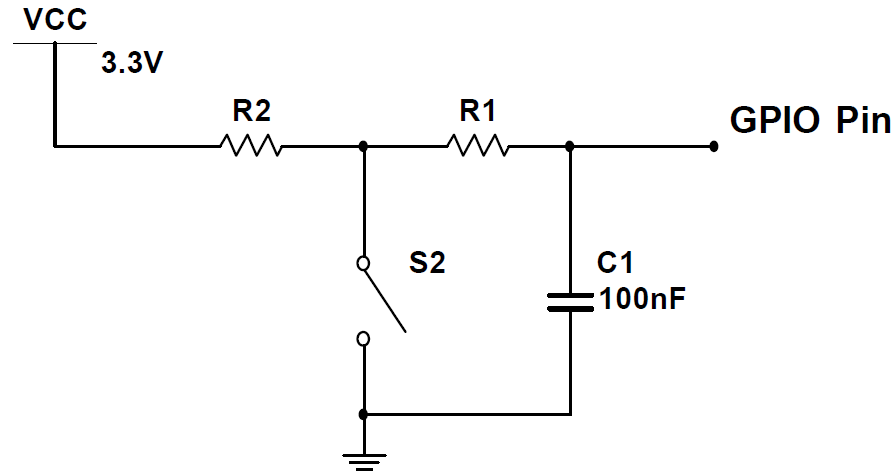 VCC
3.3V
R2
R1
GPIO Pin
S2
C1
100nF